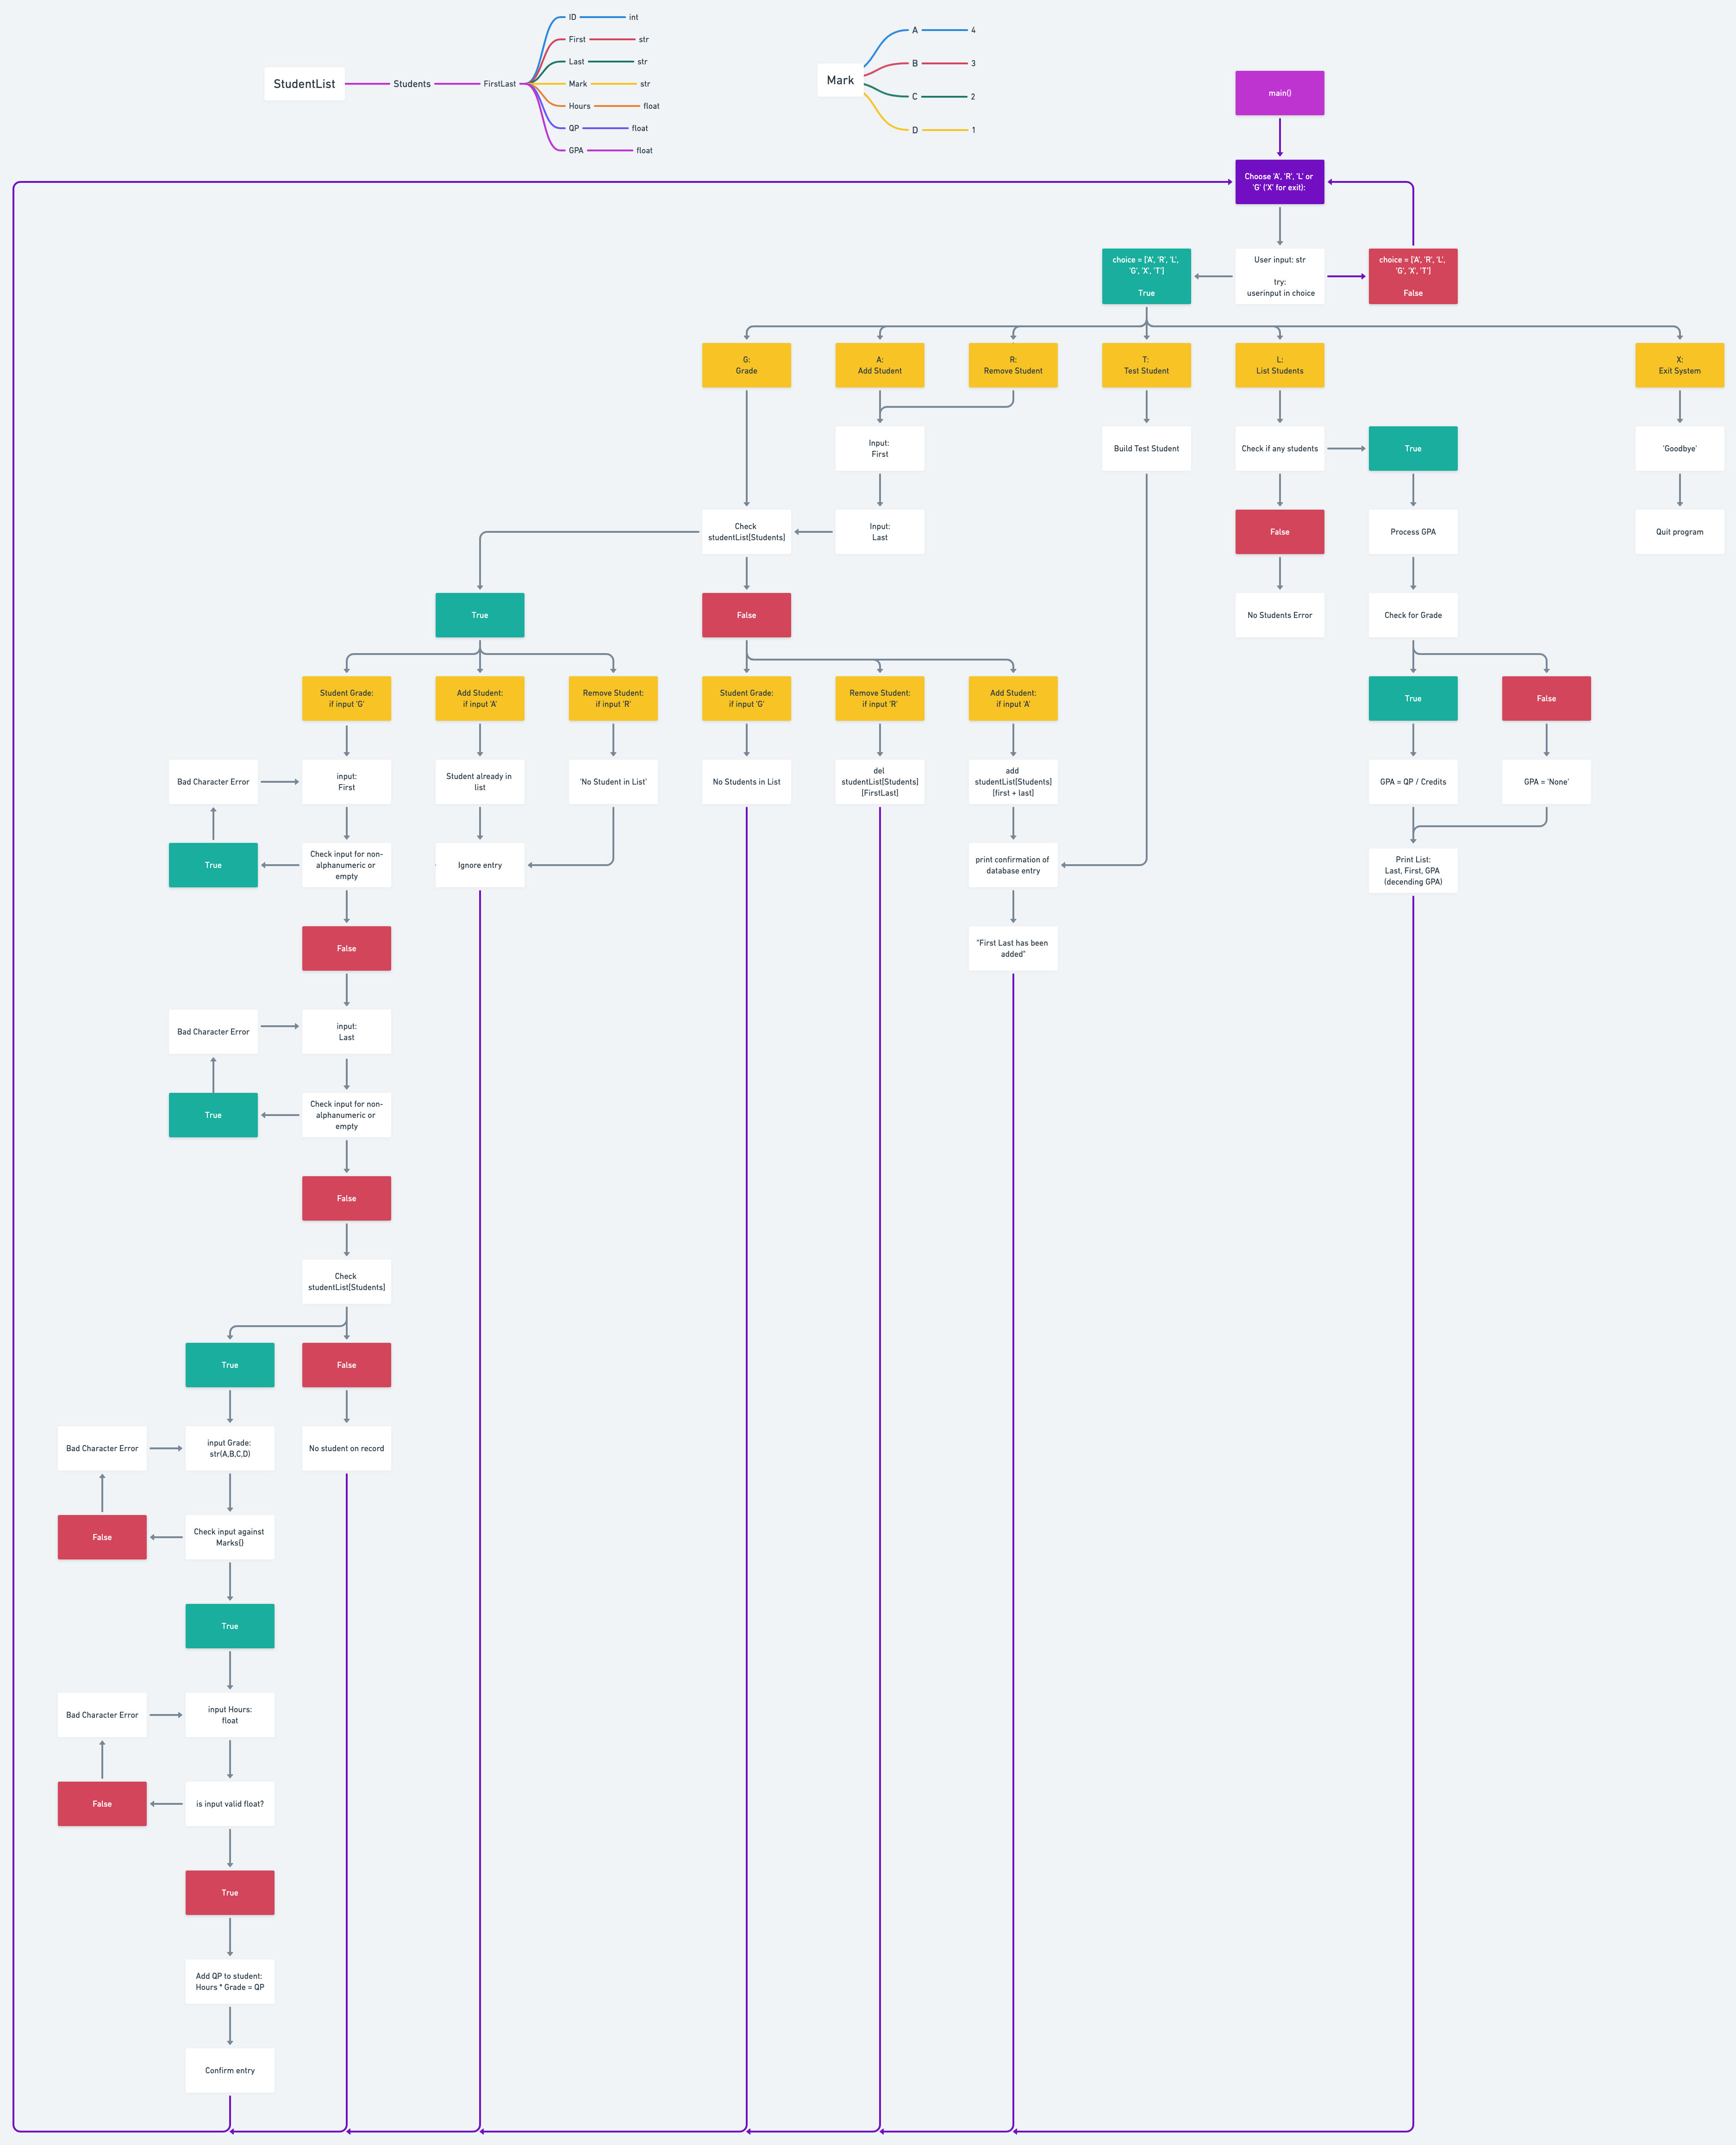 ID int
First str
Last str
StudentList Students FirstLast Mark str
Hours float
QP float
GPA float
Mark
A 4
B 3
C 2
D 1
main()
Choose 'A', 'R', 'L' or
'G' ('X' for exit):
choice = ['A', 'R', 'L',
'G', 'X', 'T']
True
User input: str
try:
userinput in choice
choice = ['A', 'R', 'L',
'G', 'X', 'T']
False
G:
Grade
A:
Add Student
R:
Remove Student
T:
Test Student
L:
List Students
X:
Exit System
Input:
First
Build Test Student
Check if any students
True
'Goodbye'
Check
studentList[Students]
Input:
Last
False
Process GPA
Quit program
True
False
No Students Error
Check for Grade
Student Grade:
if input 'G'
Add Student:
if input 'A'
Remove Student:
if input 'R'
Student Grade:
if input 'G'
Remove Student:
if input 'R'
Add Student:
if input 'A'
True
False
Bad Character Error
input:
First
Student already in
list
'No Student in List'
No Students in List
del
studentList[Students]
[FirstLast]
add
studentList[Students]
[first + last]
GPA = QP / Credits
GPA = 'None'
True
Check input for non-
alphanumeric or
empty
Ignore entry
print confirmation of
database entry
Print List:
Last, First, GPA
(decending GPA)
False
"First Last has been
added"
Bad Character Error
input:
Last
True
Check input for non-
alphanumeric or
empty
False
Check
studentList[Students]
True
False
Bad Character Error
input Grade:
str(A,B,C,D)
No student on record
False
Check input against
Marks{}
True
Bad Character Error
input Hours:
float
False
is input valid float?
True
Add QP to student:
Hours * Grade = QP
Confirm entry